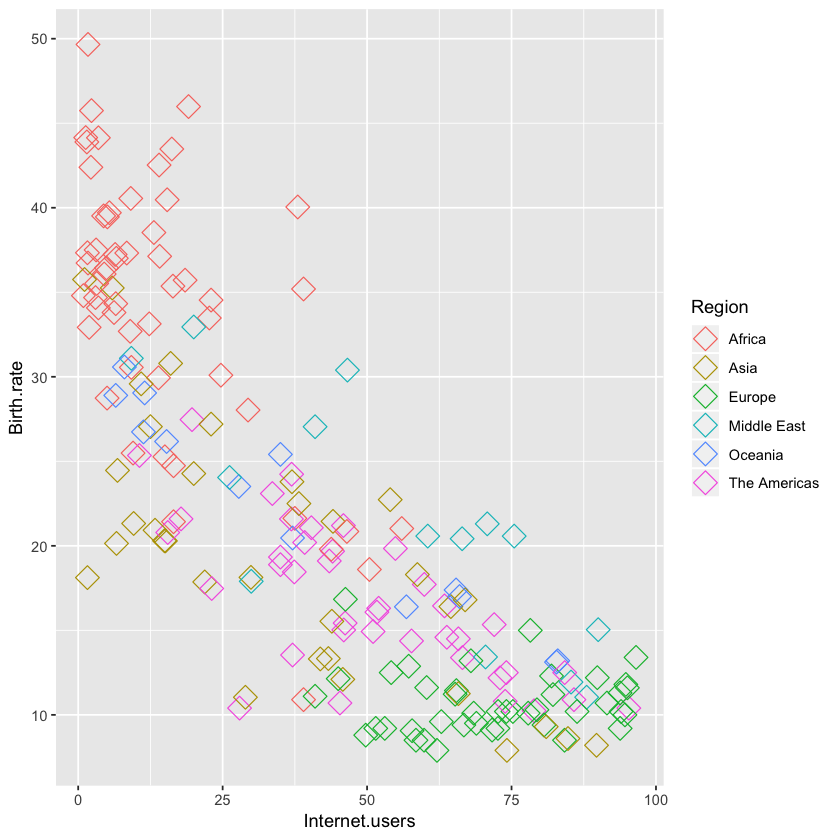 50
40
30
20
10
Birth.rate
0 25 50 75 100
Internet.users
Region
Africa
Asia
Europe
Middle East
Oceania
The Americas